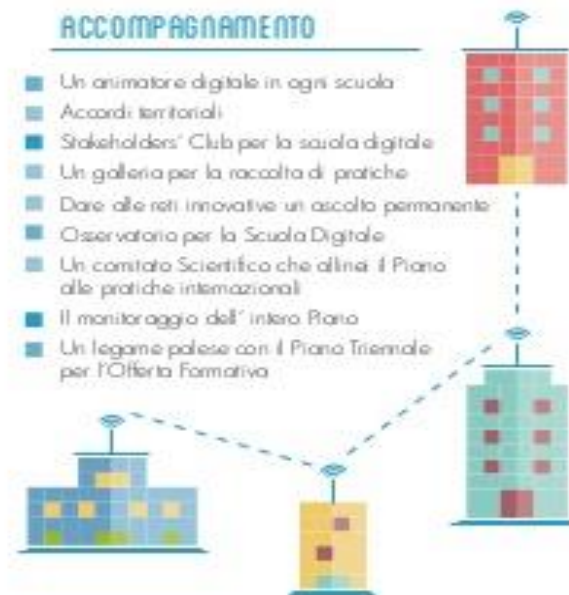 ACCOMPAGNAMENTO
Un animatore digitale in ogni scuola
Accordi territoriali
Stakeholders' Club per la scuola digitale
Un galleria per la raccolta di pratiche
Dare alle reti innovative un ascolto permanente
Osservatorio per la Scuola Digitale
Un comitato Scientifico che allinei il Piano
alle pratiche internazionali
Il monitoraggio dell' intero Piano
Un legame palese con il Piano Triennale
per l'Offerta Formativa